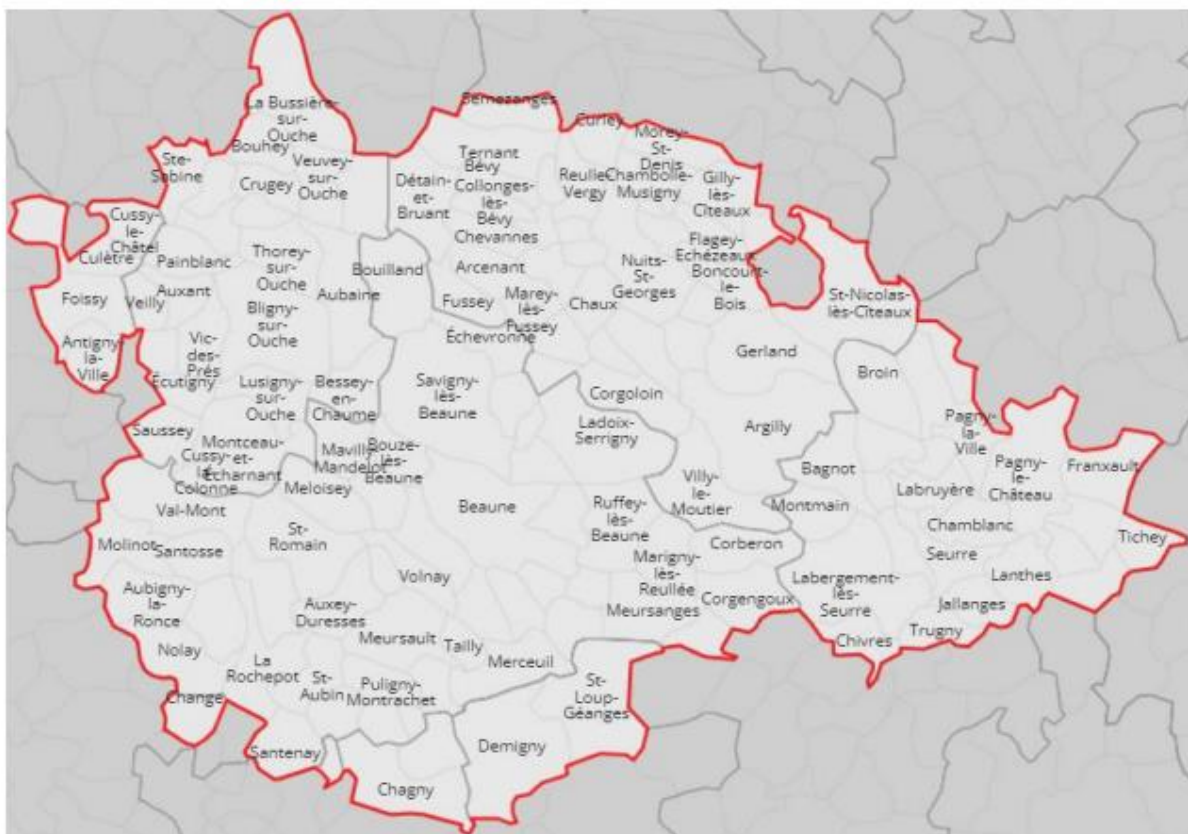 Bémezanges
La Bussière-
sur-
Ouche
Curley
Morey-
St-
Denis
Bouhey
Ste-
Sabine
Veuvey-
sur-
Ouche
Ternant
Bévy
Crugey
Détain-
et-
Bruant
Collonges-
lès-
Bévy
Reulle-
Vergy
Chambolle-
Musigny
Gilly-
lès-
Cîteaux
Cussy-
le-
Châtel
Culètre
Chevannes
Painblanc
Thorey-
sur-
Ouche
Bouilland
Arcenant
Nuits-
St-
Georges
Flagey-
Echézeaux
Boncourt-
le-
Bois
Foissy
Veilly
Auxant
Aubaine
Fussey
Marey-
lès-
Fussey
Chaux
St-Nicolas-
lès-Cîteaux
Bligny-
sur-
Ouche
Échevronne
Antigny-
la-
Ville
Vic-
des-
Prés
Gerland
Écutigny
Lusigny-
sur-
Ouche
Bessey-
en-
Chaume
Savigny-
lès-
Beaune
Corgoloin
Broin
Saussey
Montceau-
et-
Écharnant
Cussy-
la-
Colonne
Mavilly-
Mandelot
Bouze-
lès-
Beaune
Ladoix-
Serrigny
Argilly
Pagny-
la-
Ville
Meloisey
Bagnot
Pagny-
le-
Château
Franxault
Val-Mont
Beaune
Villy-
le-
Moutier
Montmain
Labruyère
Ruffey-
lès-
Beaune
Chamblanc
Tichey
Molinot
Santosse
St-
Romain
Corberon
Seurre
Volnay
Marigny-
lès-
Reullée
Lanthes
Aubigny-
la-
Ronce
Auxey-
Duresses
Meursanges
Corgengoux
Labergement-
lès-
Seurre
Jallanges
Nolay
Meursault
Tailly
Chivres
Trugny
La
Rochepot
St-
Aubin
Puligny-
Montrachet
Merceuil
St-
Loup-
Géanges
Change
Santenay
Demigny
Chagny